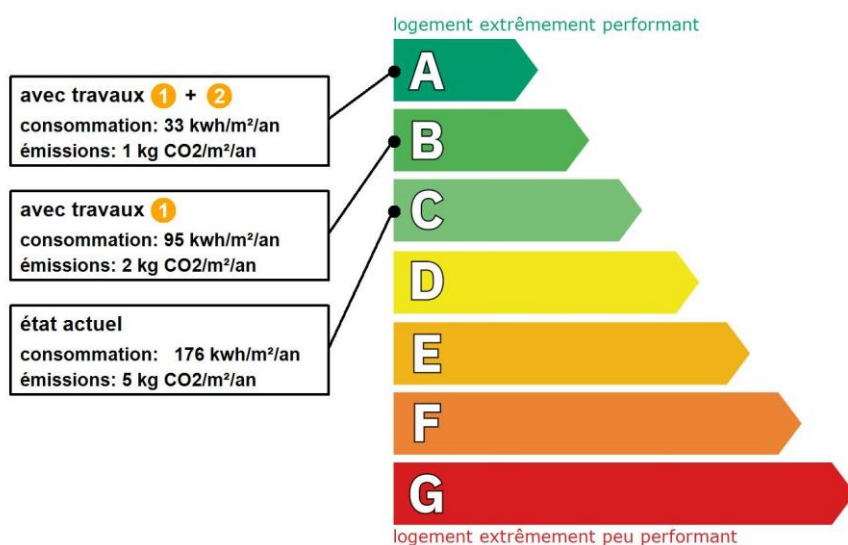 logement extrêmement performant
avec travaux 1 + 2
consommation: 33 kwh/m²/an
émissions: 1 kg CO2/m²/an
avec travaux 1
consommation: 95 kwh/m²/an
émissions: 2 kg CO2/m²/an
état actuel
consommation: 176 kwh/m²/an
émissions: 5 kg CO2/m²/an
A
B
C
D
E
F
G
logement extrêmement peu performant